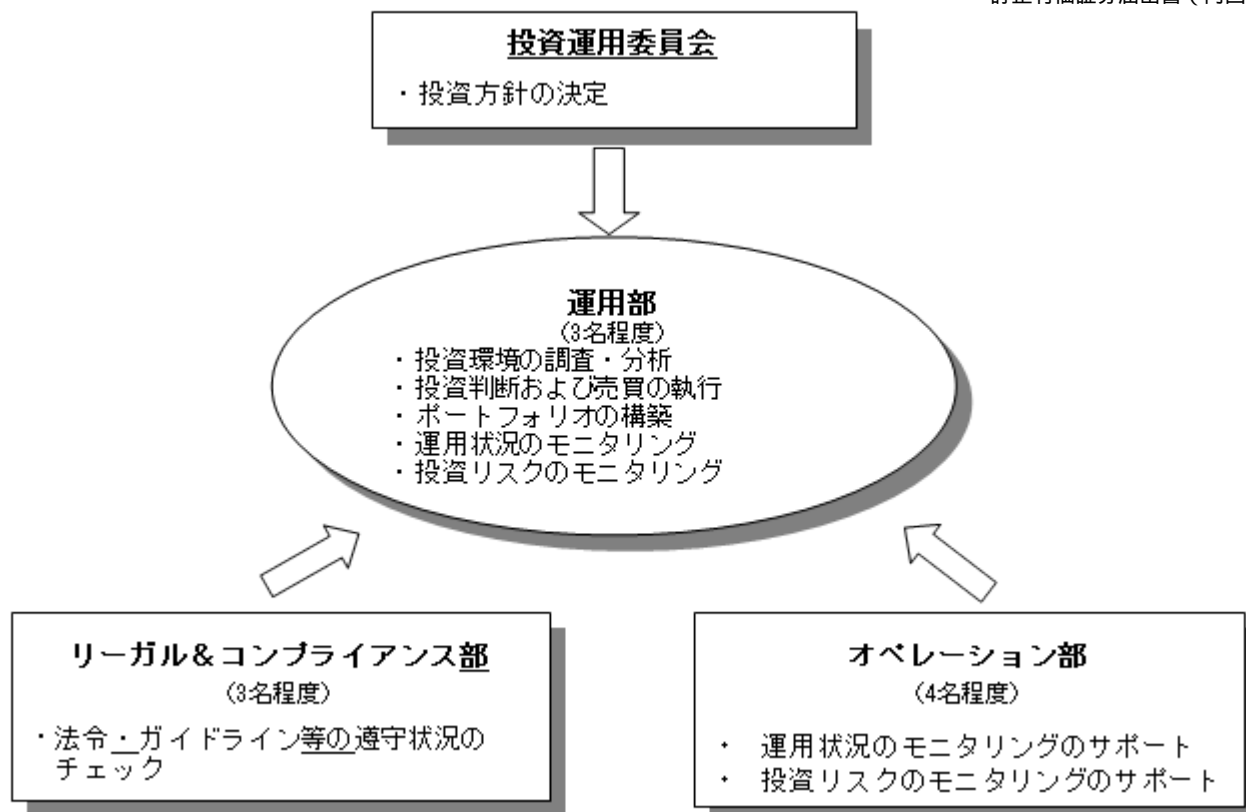 投資運用委員会
・投資方針の決定
運用部
(3名程度)
・投資環境の調査・分析
・投資判断および売買の執行
・ポートフォリオの構築
・運用状況のモニタリング
・投資リスクのモニタリング
リーガル＆コンプライアンス部
(3名程度)
・法令・ガイドライン等の遵守状況の
チェック
オペレーション部
(4名程度)
・ 運用状況のモニタリングのサポート
・ 投資リスクのモニタリングのサポート